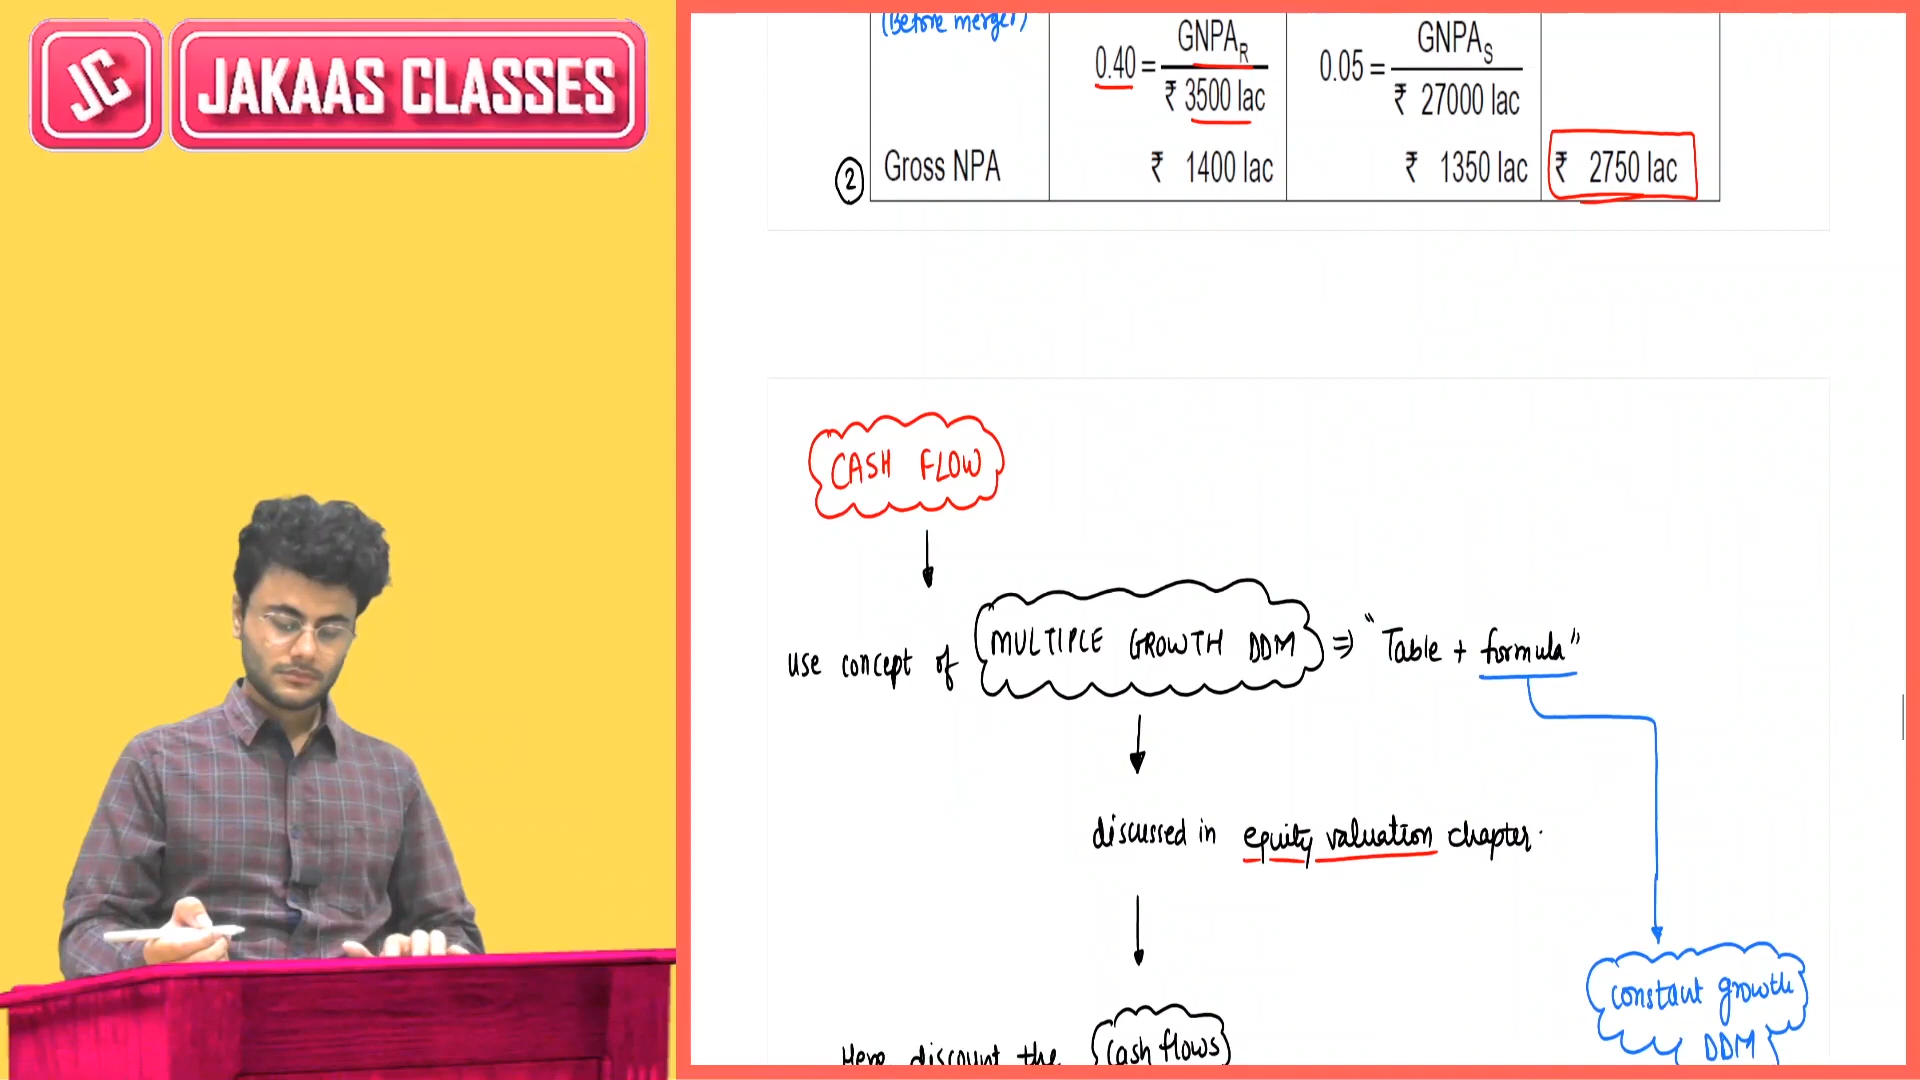 JC
JAKAAS CLASSES
(Before merger)
0.40 = GNPA_R / ₹ 3500 lac
0.05 = GNPA_S / ₹ 27000 lac
2 Gross NPA ₹ 1400 lac ₹ 1350 lac ₹ 2750 lac
CASH FLOW
use concept of MULTIPLE GROWTH DDM ⇒ "Table + formula"
discussed in equity valuation chapter.
constant growth
DDM
Here discount the cash flows